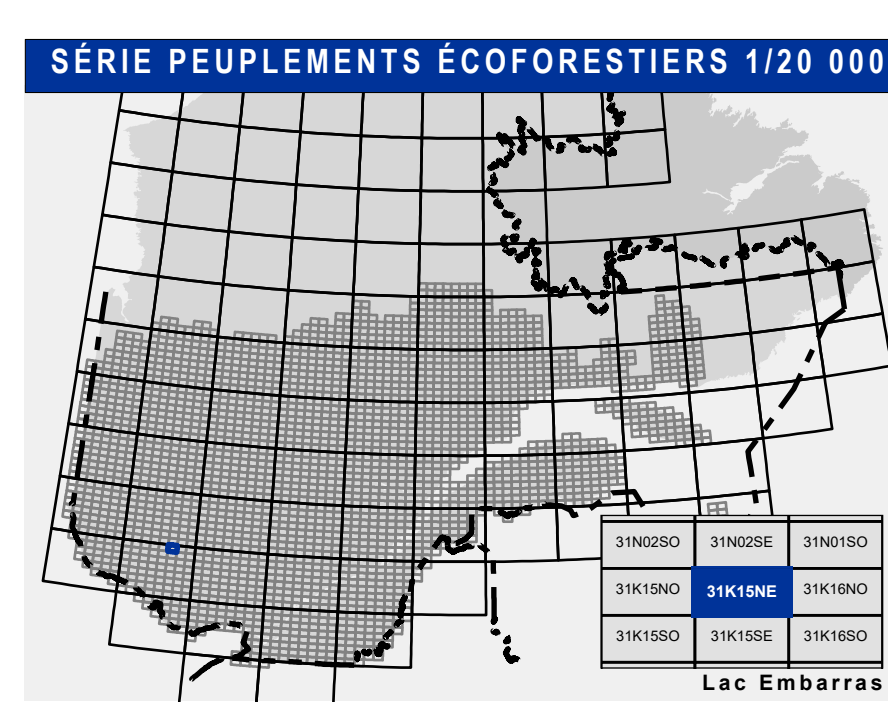 SÉRIE PEUPLEMENTS ÉCOFORESTIERS 1/20 000
31N02SO 31N02SE 31N01SO
31K15NO 31K15NE 31K16NO
31K15SO 31K15SE 31K16SO
Lac Embarras